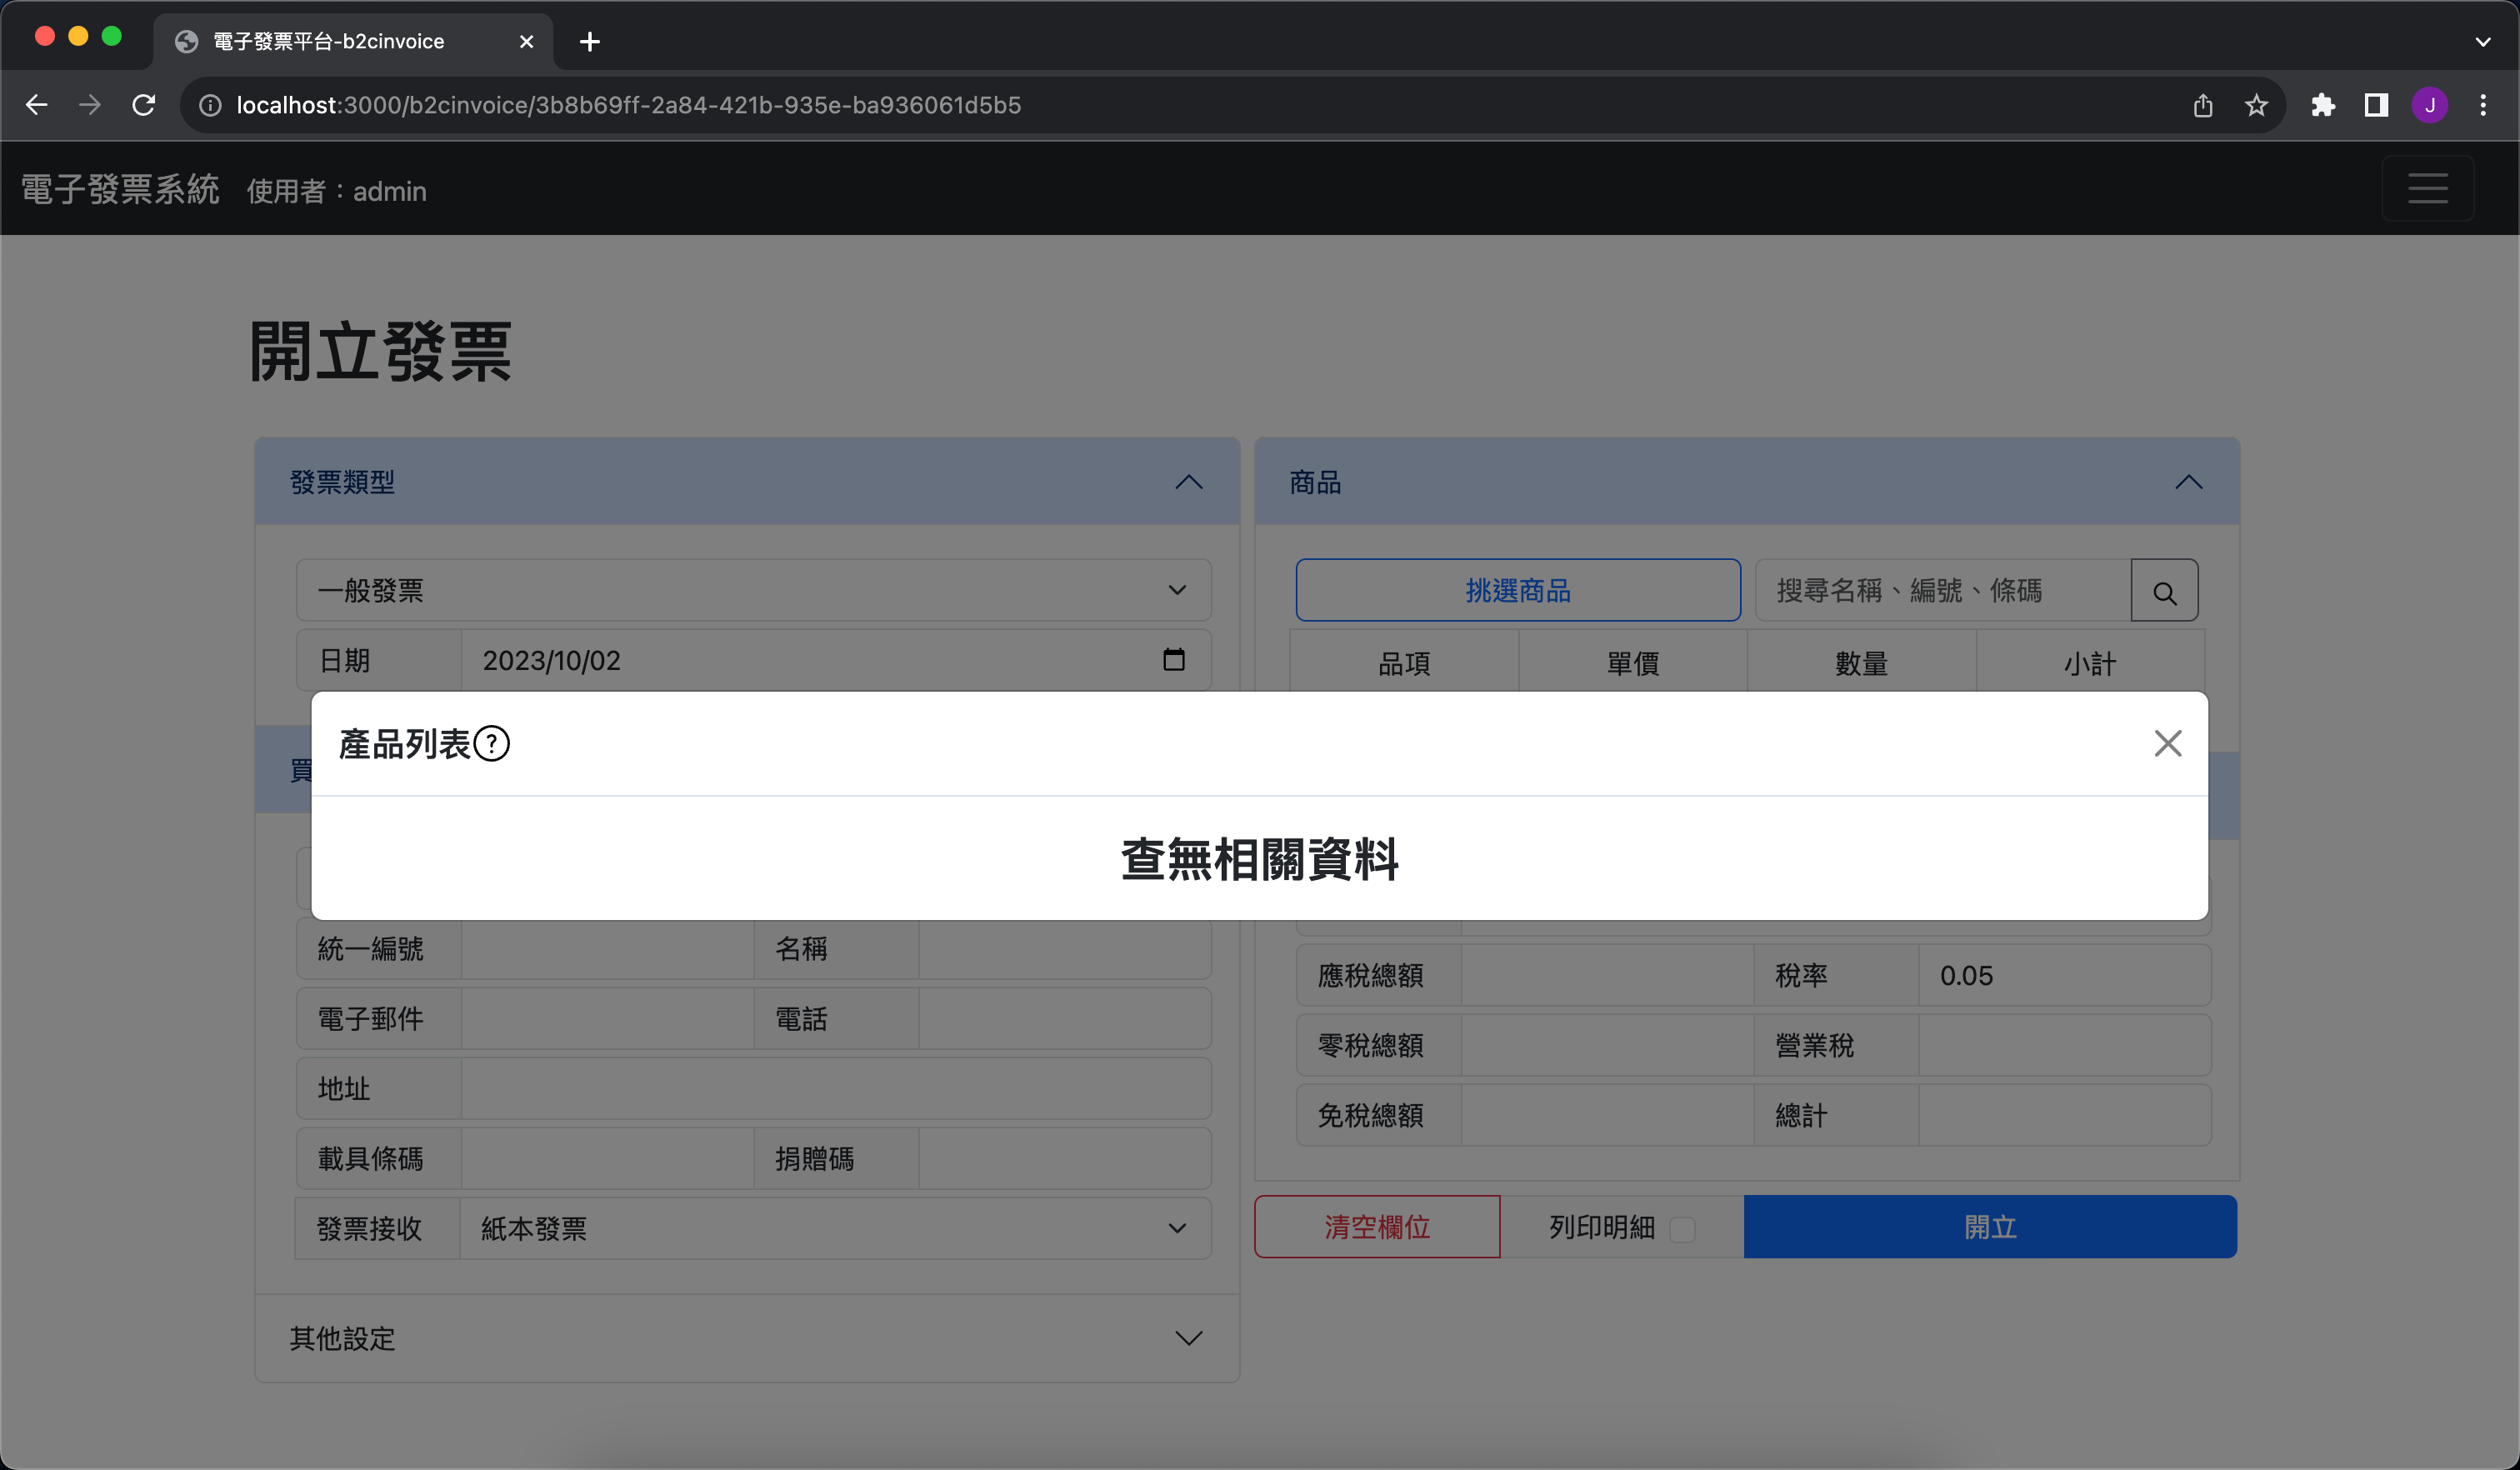 電子發票平台-b2cinvoice
localhost:3000/b2cinvoice/3b8b69ff-2a84-421b-935e-ba936061d5b5
J
電子發票系統 使用者：admin
開立發票
發票類型
一般發票
日期 2023/10/02
商品
挑選商品 搜尋名稱、編號、條碼
品項 單價 數量 小計
產品列表?
查無相關資料
買
統一編號 名稱
電子郵件 電話
地址
載具條碼 捐贈碼
發票接收 紙本發票
其他設定
應稅總額 稅率 0.05
零稅總額 營業稅
免稅總額 總計
清空欄位 列印明細 開立